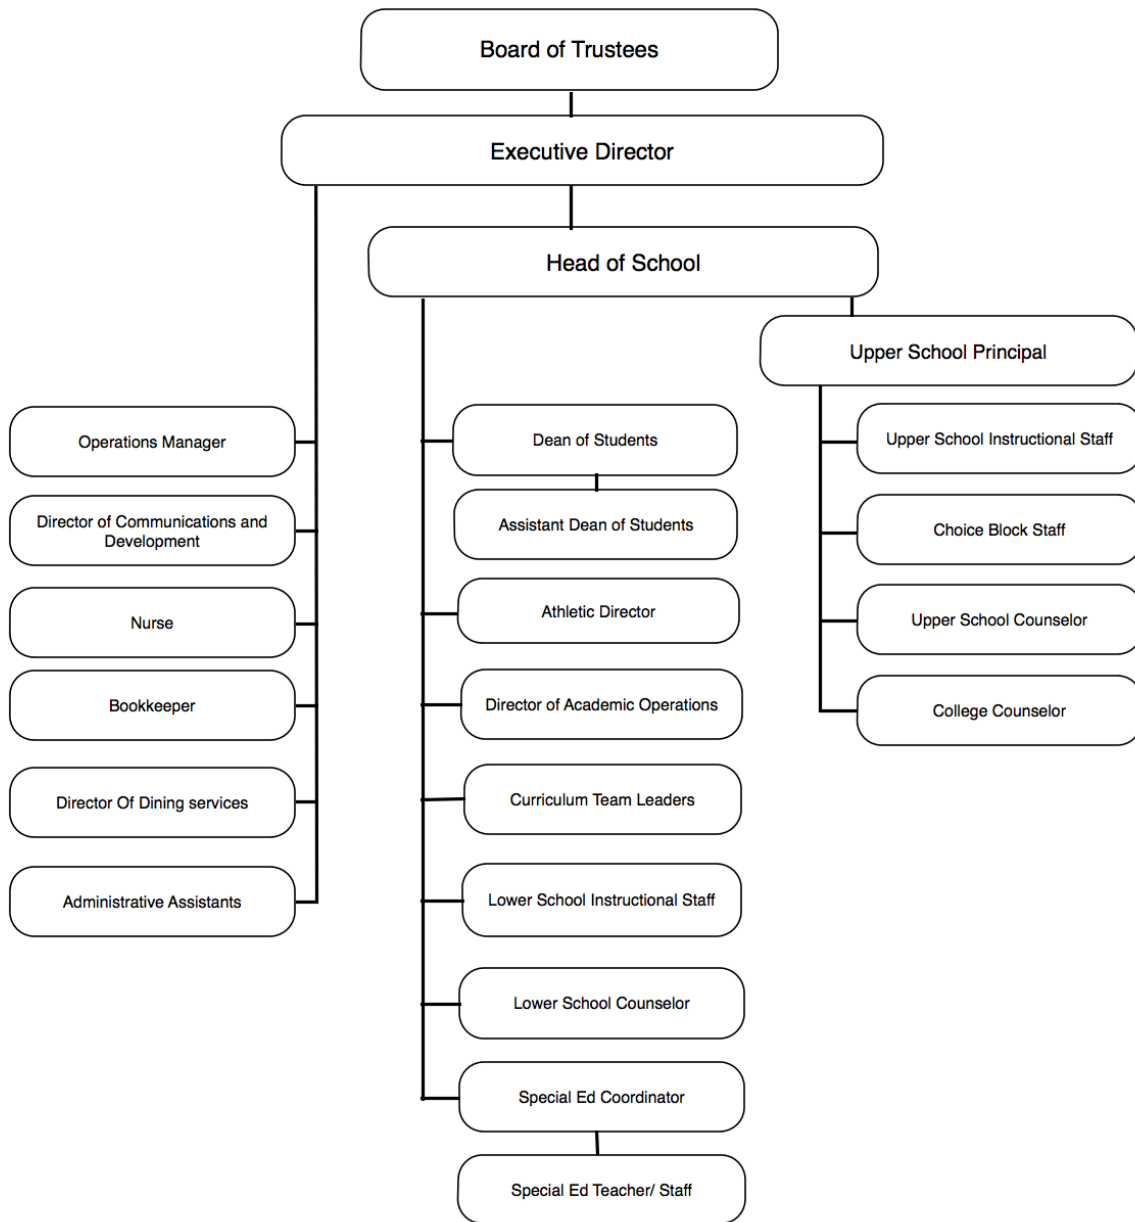 Board of Trustees
Executive Director
Head of School
Upper School Principal
Operations Manager
Director of Communications and
Development
Nurse
Bookkeeper
Director Of Dining services
Administrative Assistants
Dean of Students
Assistant Dean of Students
Athletic Director
Director of Academic Operations
Curriculum Team Leaders
Lower School Instructional Staff
Lower School Counselor
Special Ed Coordinator
Special Ed Teacher/ Staff
Upper School Instructional Staff
Choice Block Staff
Upper School Counselor
College Counselor